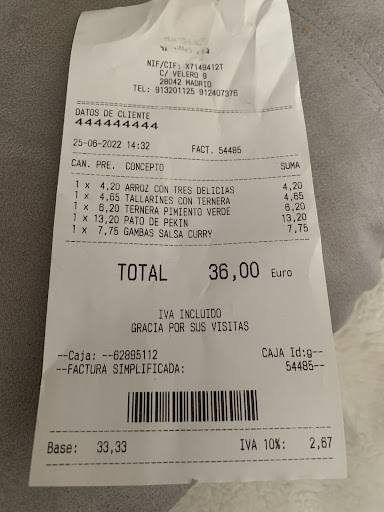 NIF/CIF: X7149412T
C/ VELERO 9
28042 MADRID
TEL: 913201125 912407376
DATOS DE CLIENTE
444444444
25-06-2022 14:32 FACT. 54485
CAN. PRE. CONCEPTO SUMA
1 x 4,20 ARROZ CON TRES DELICIAS 4,20
1 x 4,65 TALLARINES CON TERNERA 4,65
1 x 6,20 TERNERA PIMIENTO VERDE 6,20
1 x 13,20 PATO DE PEKIN 13,20
1 x 7,75 GAMBAS SALSA CURRY 7,75
TOTAL 36,00 Euro
IVA INCLUIDO
GRACIA POR SUS VISITAS
--Caja: --62895112 CAJA Id:g--
--FACTURA SIMPLIFICADA: 54485--
Base: 33,33 IVA 10%: 2,67